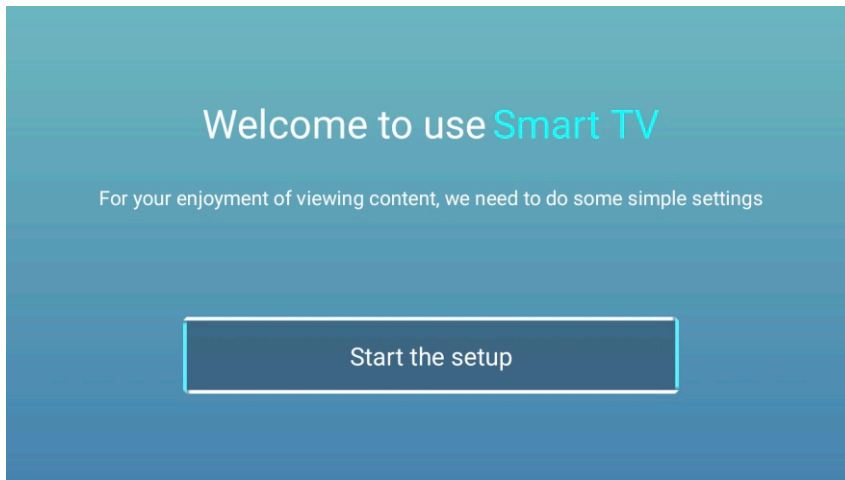 Welcome to use Smart TV
For your enjoyment of viewing content, we need to do some simple settings
Start the setup